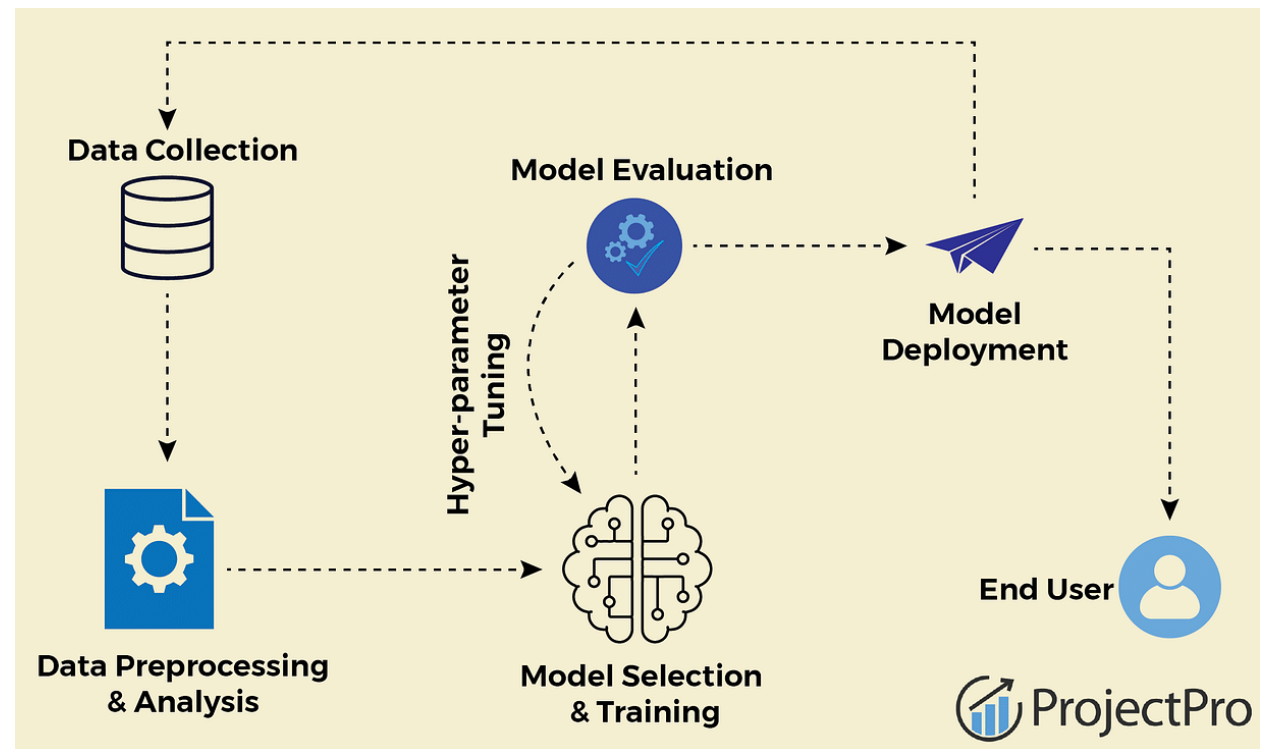 Data Collection
Model Evaluation
Hyper-parameter
Tuning
Model
Deployment
Data Preprocessing
& Analysis
Model Selection
& Training
End User
ProjectPro